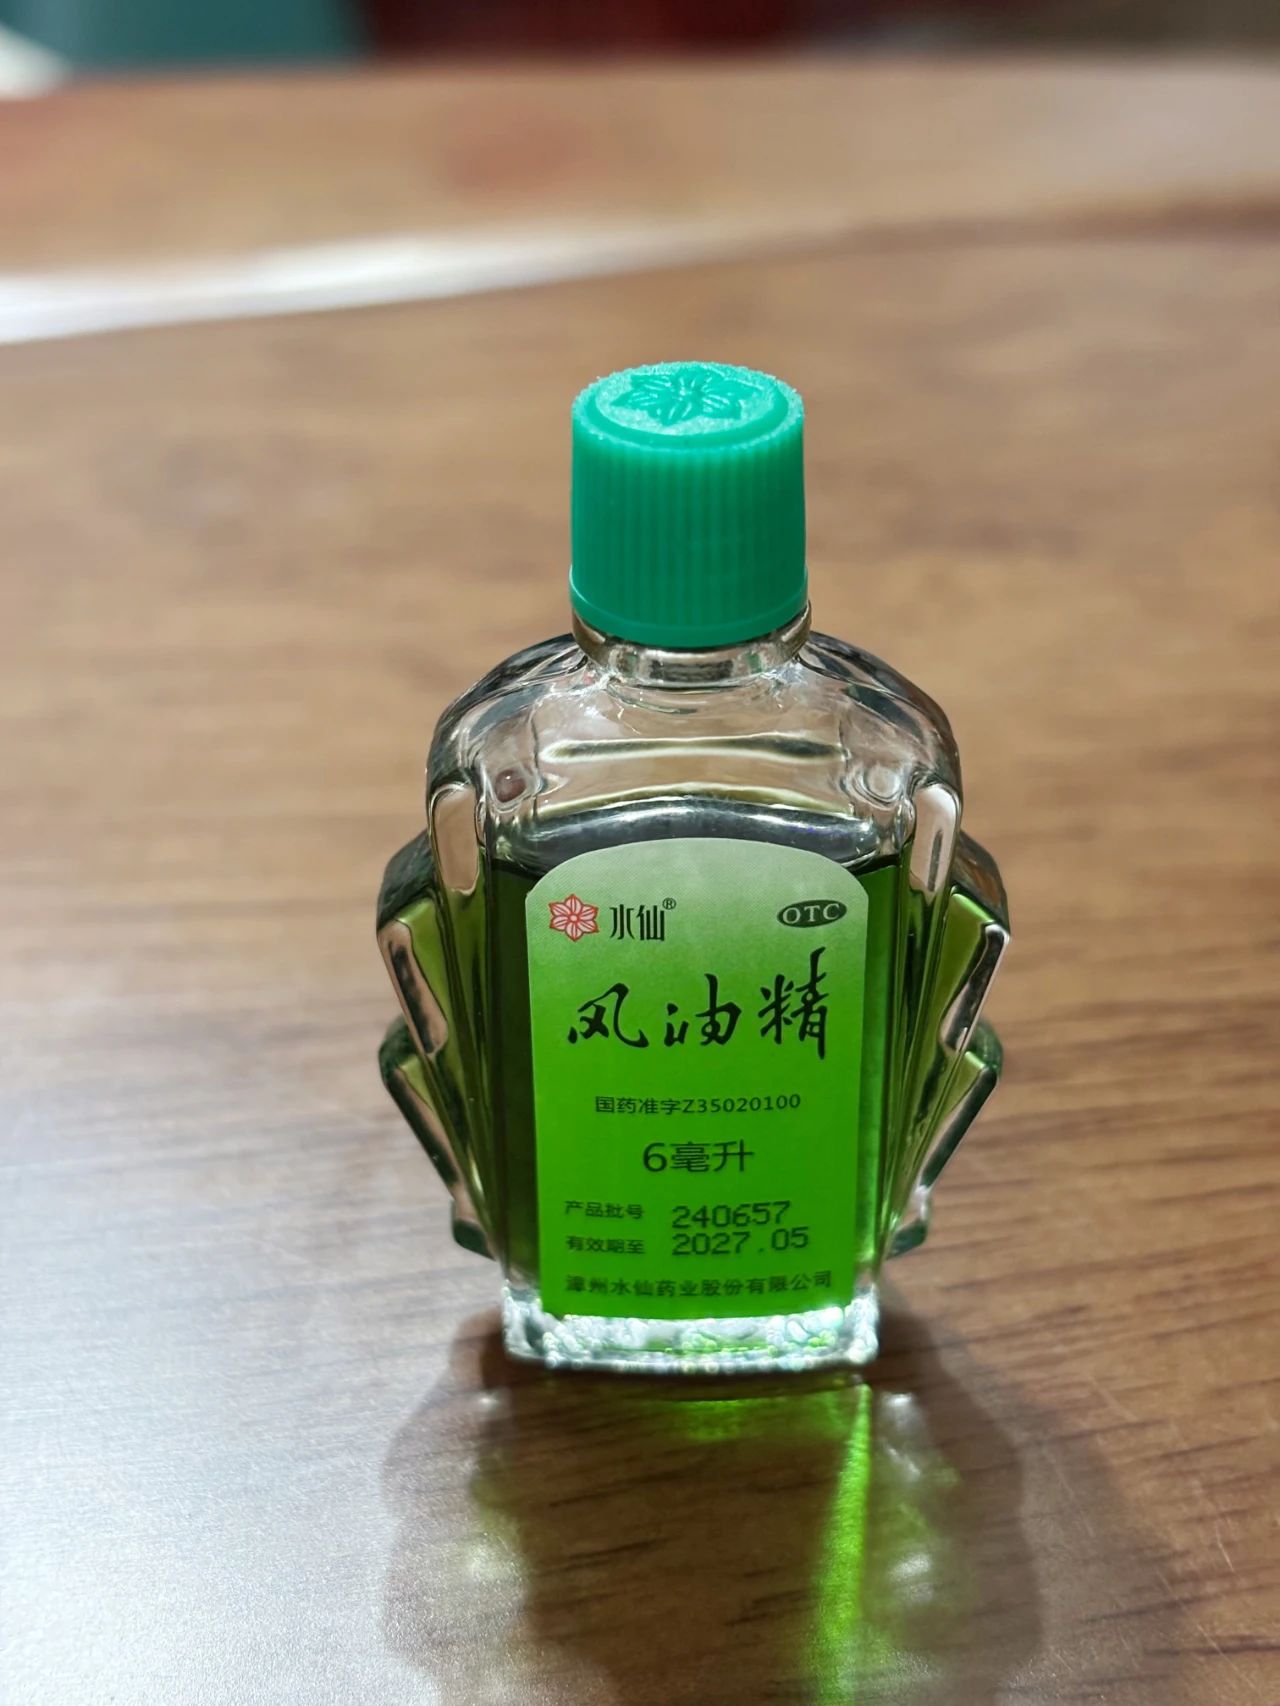 水仙®
OTC
风油精
国药准字Z35020100
6毫升
产品批号 240657
有效期至 2027.05
漳州水仙药业股份有限公司